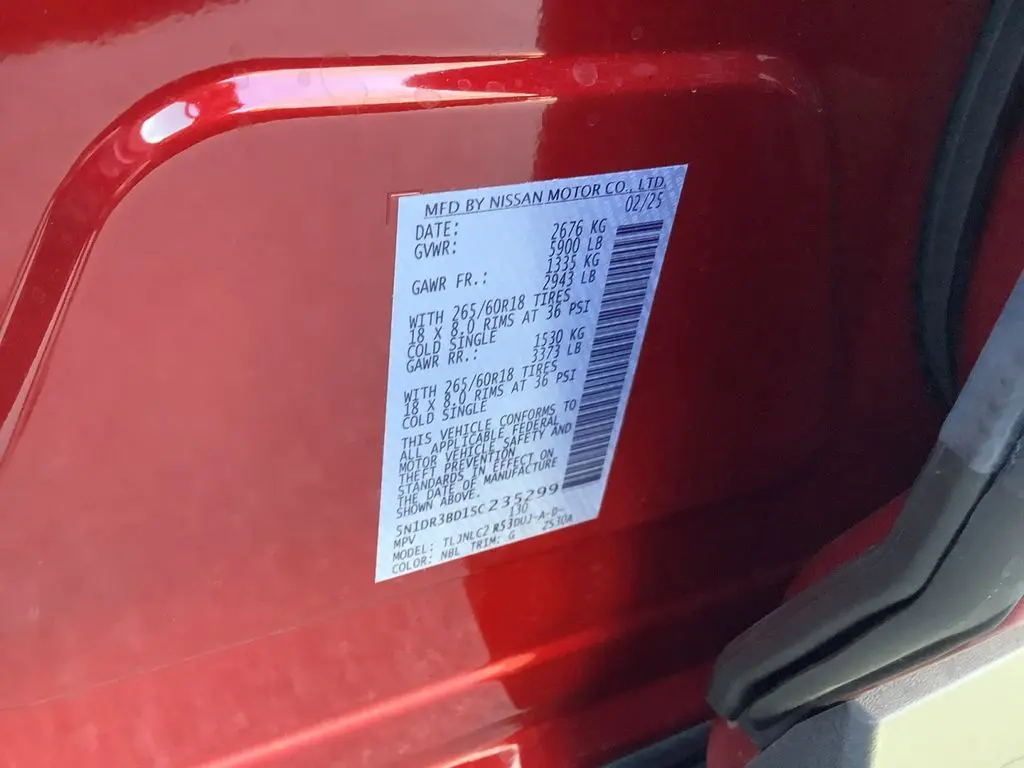 MFD BY NISSAN MOTOR CO., LTD.
DATE: 02/25
GVWR: 2676 KG
5900 LB
GAWR FR.: 1335 KG
2943 LB
WITH 265/60R18 TIRES
18 X 8.0 RIMS AT 36 PSI
COLD SINGLE
GAWR RR.: 1530 KG
3373 LB
WITH 265/60R18 TIRES
18 X 8.0 RIMS AT 36 PSI
COLD SINGLE
THIS VEHICLE CONFORMS TO
ALL APPLICABLE FEDERAL
MOTOR VEHICLE SAFETY AND
THEFT PREVENTION
STANDARDS IN EFFECT ON
THE DATE OF MANUFACTURE
SHOWN ABOVE.
5N1DR3BD1SC235299
MPV 130
MODEL: TLJNLC2 R53DUJ-A-D-
COLOR: NBL TRIM: G 2S30A